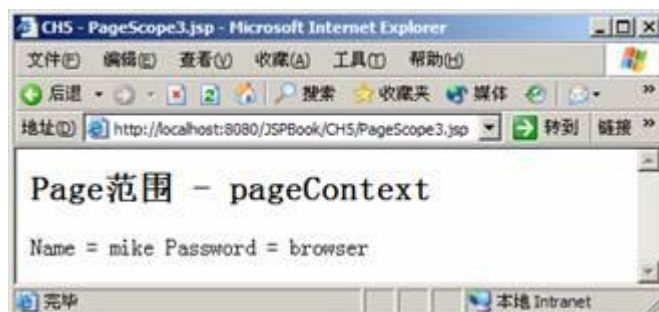 CH5 - PageScope3.jsp - Microsoft Internet Explorer
文件(F) 编辑(E) 查看(V) 收藏(A) 工具(T) 帮助(H)
后退 搜索 收藏夹 媒体 »
地址(D) http://localhost:8080/JSPBook/CH5/PageScope3.jsp 转到 链接 »
Page范围 - pageContext
Name = mike Password = browser
完毕 本地 Intranet